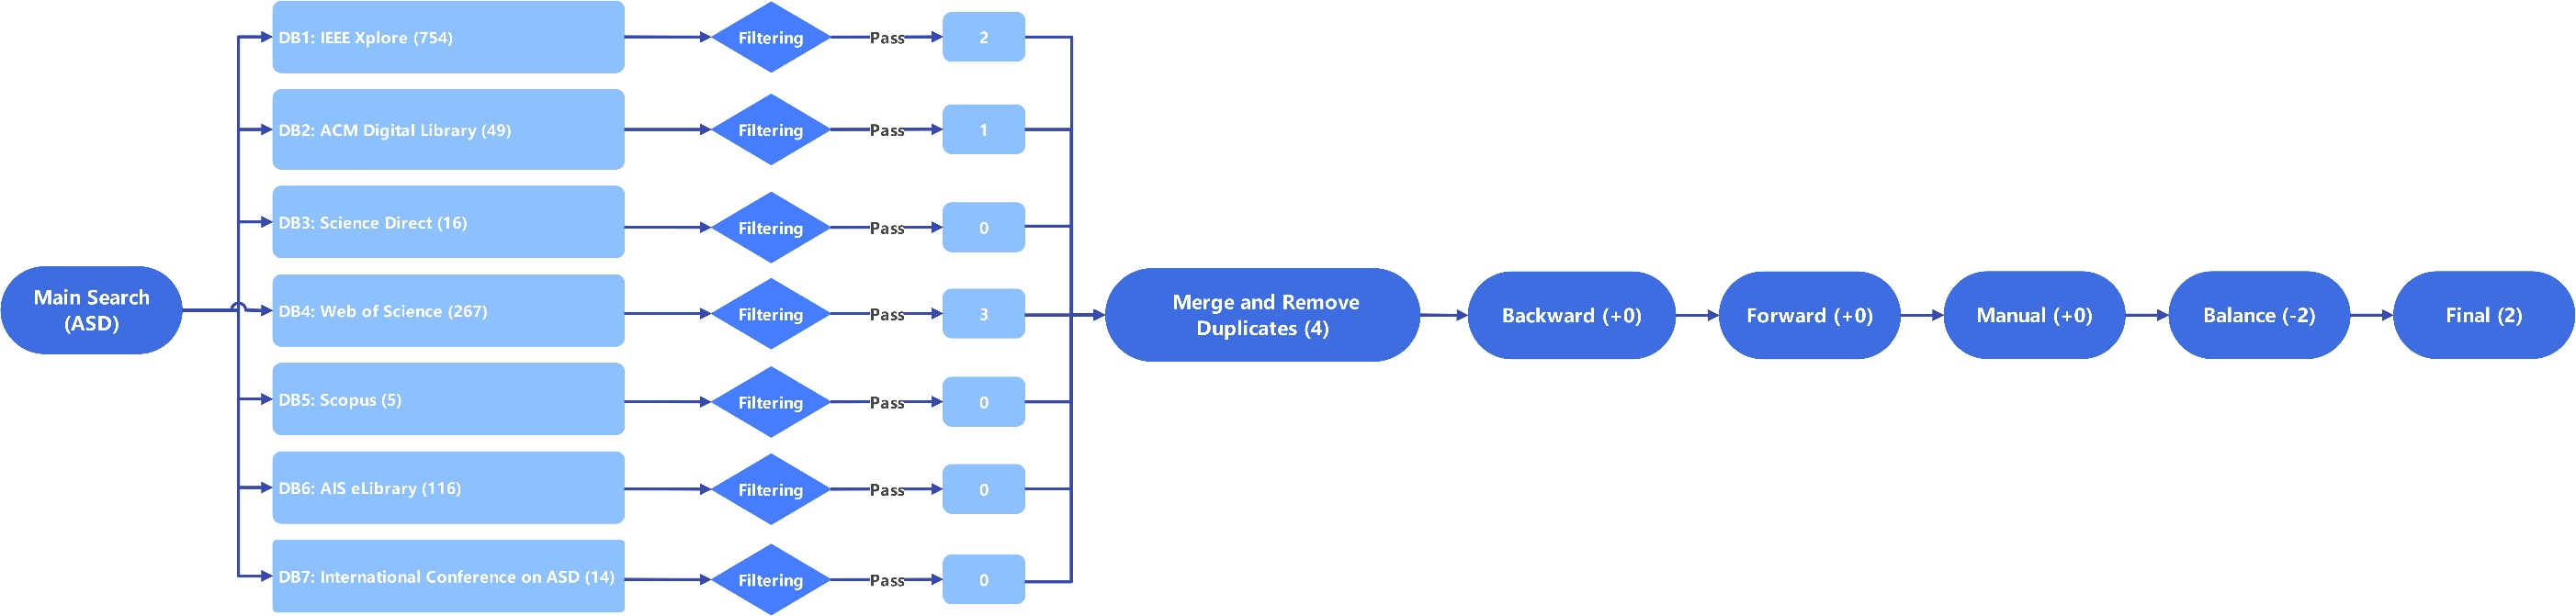 DB1: IEEE Xplore (754)
Filtering
Pass
2
DB2: ACM Digital Library (49)
Filtering
Pass
1
DB3: Science Direct (16)
Filtering
Pass
0
Main Search
(ASD)
DB4: Web of Science (267)
Filtering
Pass
3
Merge and Remove
Duplicates (4)
Backward (+0)
Forward (+0)
Manual (+0)
Balance (-2)
Final (2)
DB5: Scopus (5)
Filtering
Pass
0
DB6: AIS eLibrary (116)
Filtering
Pass
0
DB7: International Conference on ASD (14)
Filtering
Pass
0